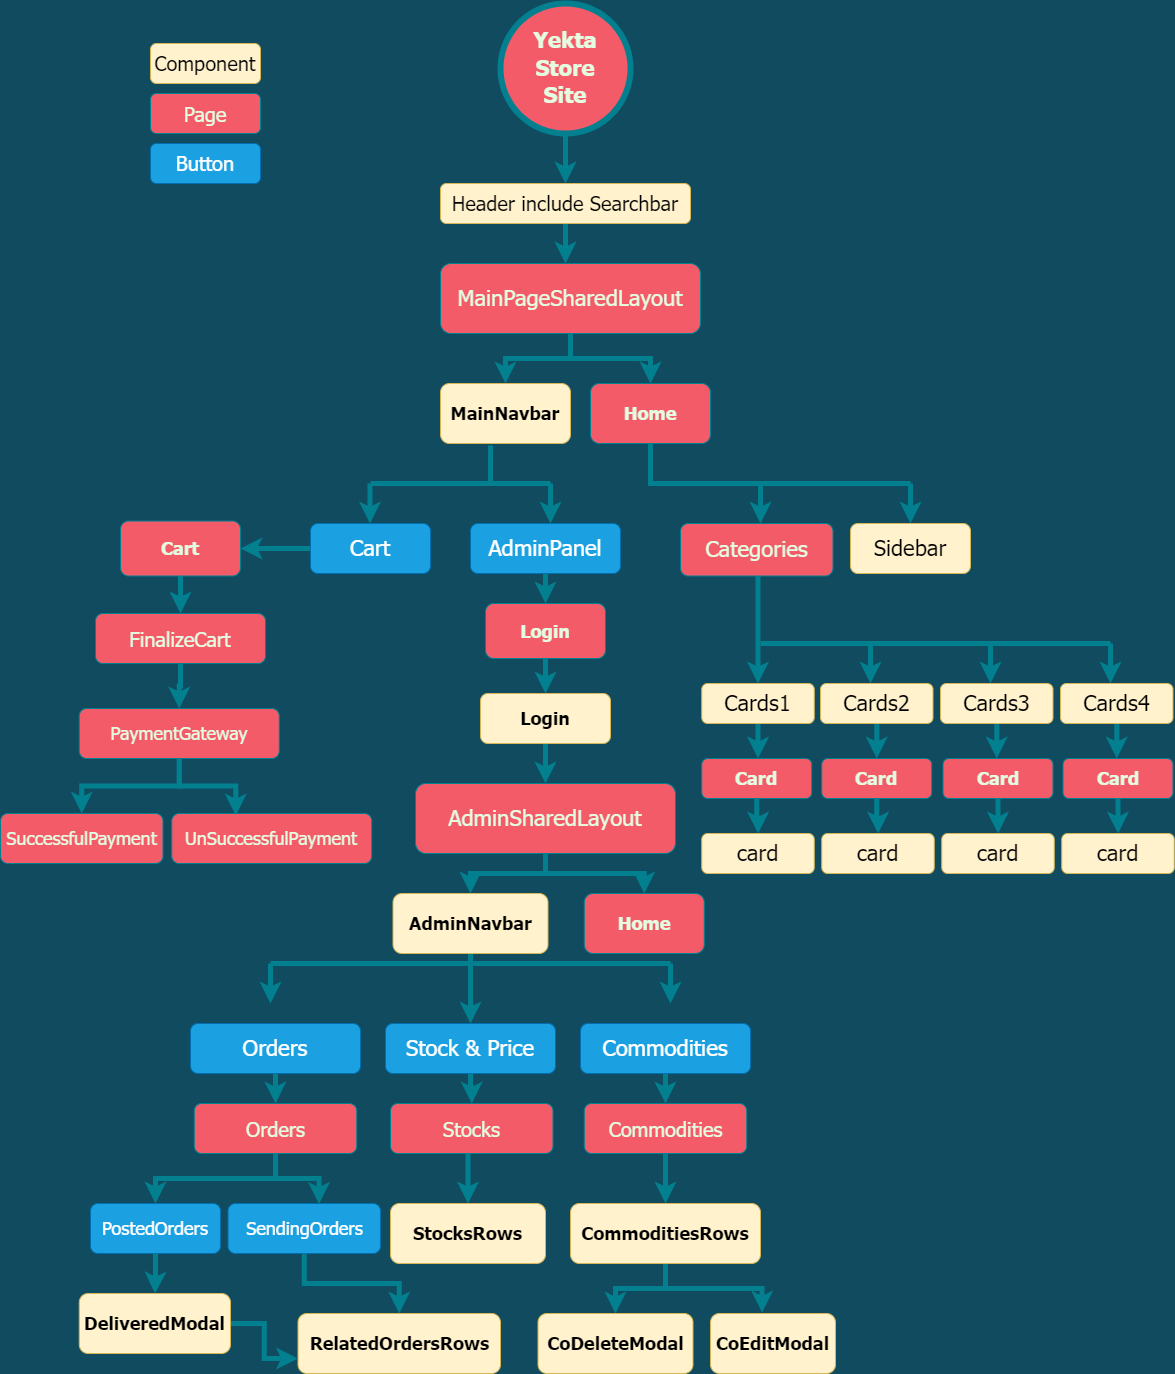 Yekta
Store
Site
Component
Page
Button
Header include Searchbar
MainPageSharedLayout
MainNavbar
Home
Cart
Cart
AdminPanel
Categories
Sidebar
FinalizeCart
Login
PaymentGateway
Login
Cards1
Cards2
Cards3
Cards4
Card
Card
Card
Card
SuccessfulPayment
UnSuccessfulPayment
AdminSharedLayout
card
card
card
card
AdminNavbar
Home
Orders
Stock & Price
Commodities
Orders
Stocks
Commodities
PostedOrders
SendingOrders
StocksRows
CommoditiesRows
DeliveredModal
RelatedOrdersRows
CoDeleteModal
CoEditModal